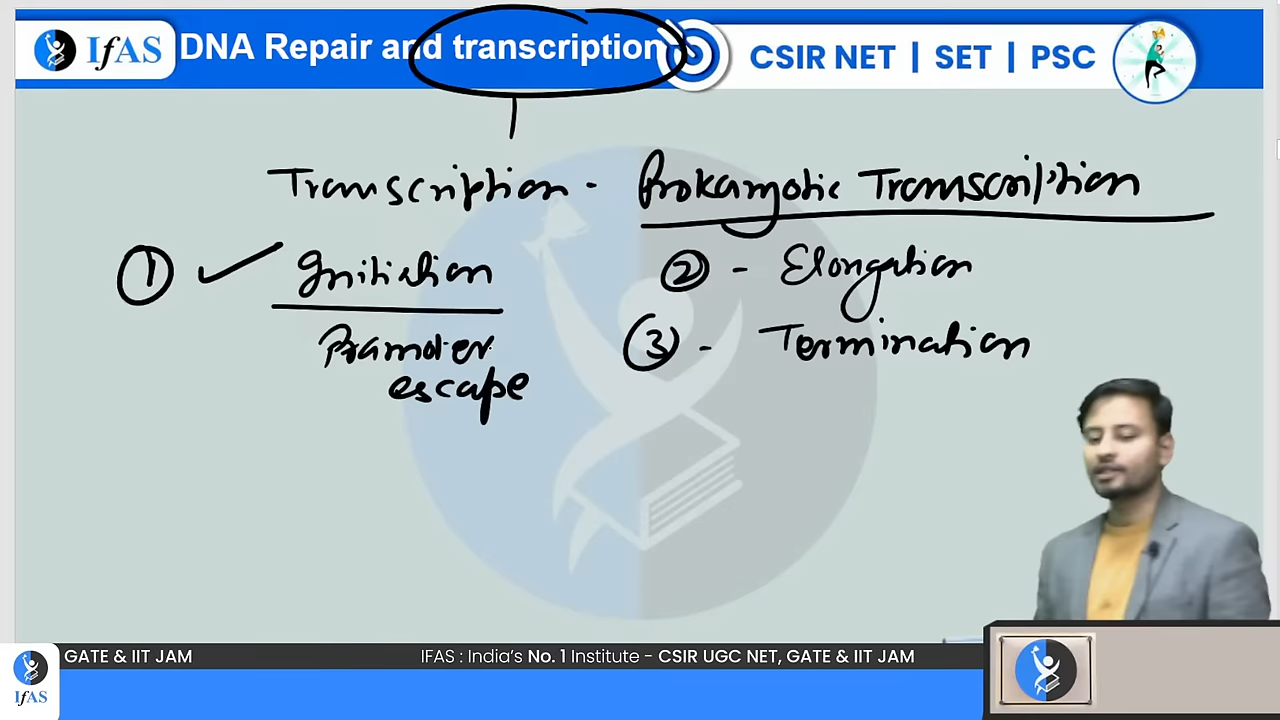 IfAS DNA Repair and transcription CSIR NET | SET | PSC
Transcription - Prokaryotic Transcription
① Initiation ② - Elongation
Promoter escape ③ - Termination
IfAS GATE & IIT JAM IFAS : India's No. 1 Institute - CSIR UGC NET, GATE & IIT JAM